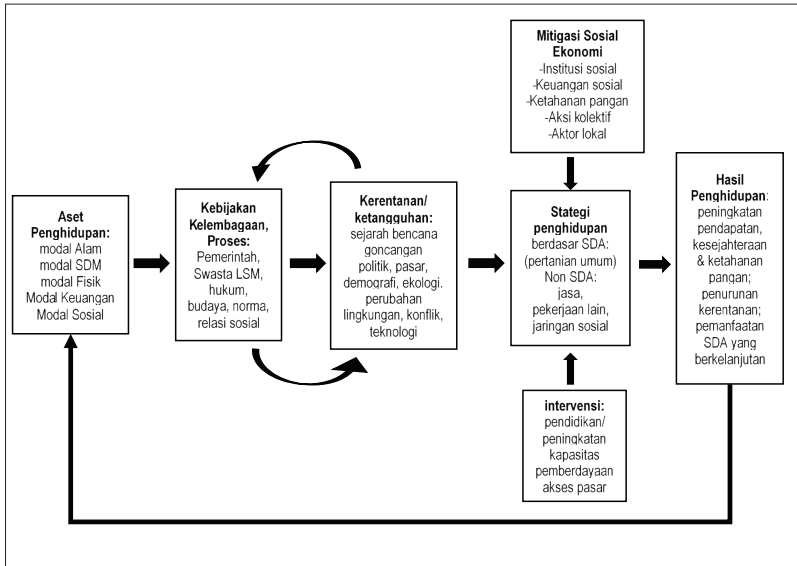 Mitigasi Sosial
Ekonomi
-Institusi sosial
-Keuangan sosial
-Ketahanan pangan
-Aksi kolektif
-Aktor lokal
Aset
Penghidupan:
modal Alam
modal SDM
modal Fisik
Modal Keuangan
Modal Sosial
Kebijakan
Kelembagaan,
Proses:
Pemerintah,
Swasta LSM,
hukum,
budaya, norma,
relasi sosial
Kerentanan/
ketangguhan:
sejarah bencana
goncangan
politik, pasar,
demografi, ekologi.
perubahan
lingkungan, konflik,
teknologi
Stategi
penghidupan
berdasar SDA:
(pertanian umum)
Non SDA:
jasa,
pekerjaan lain,
jaringan sosial
Hasil
Penghidupan:
peningkatan
pendapatan,
kesejahteraan
& ketahanan
pangan;
penurunan
kerentanan;
pemanfaatan
SDA yang
berkelanjutan
intervensi:
pendidikan/
peningkatan
kapasitas
pemberdayaan
akses pasar